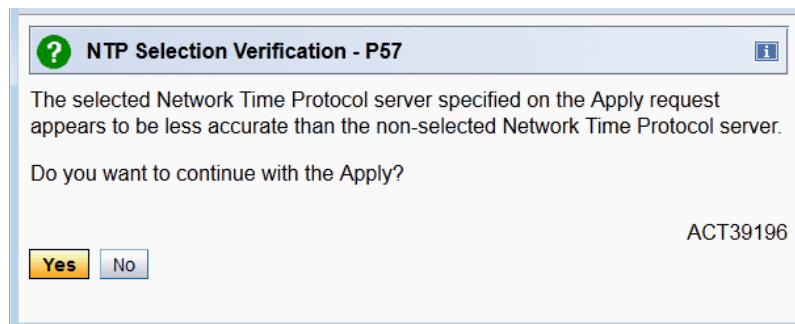 NTP Selection Verification - P57
The selected Network Time Protocol server specified on the Apply request
appears to be less accurate than the non-selected Network Time Protocol server.
Do you want to continue with the Apply?
ACT39196
Yes No